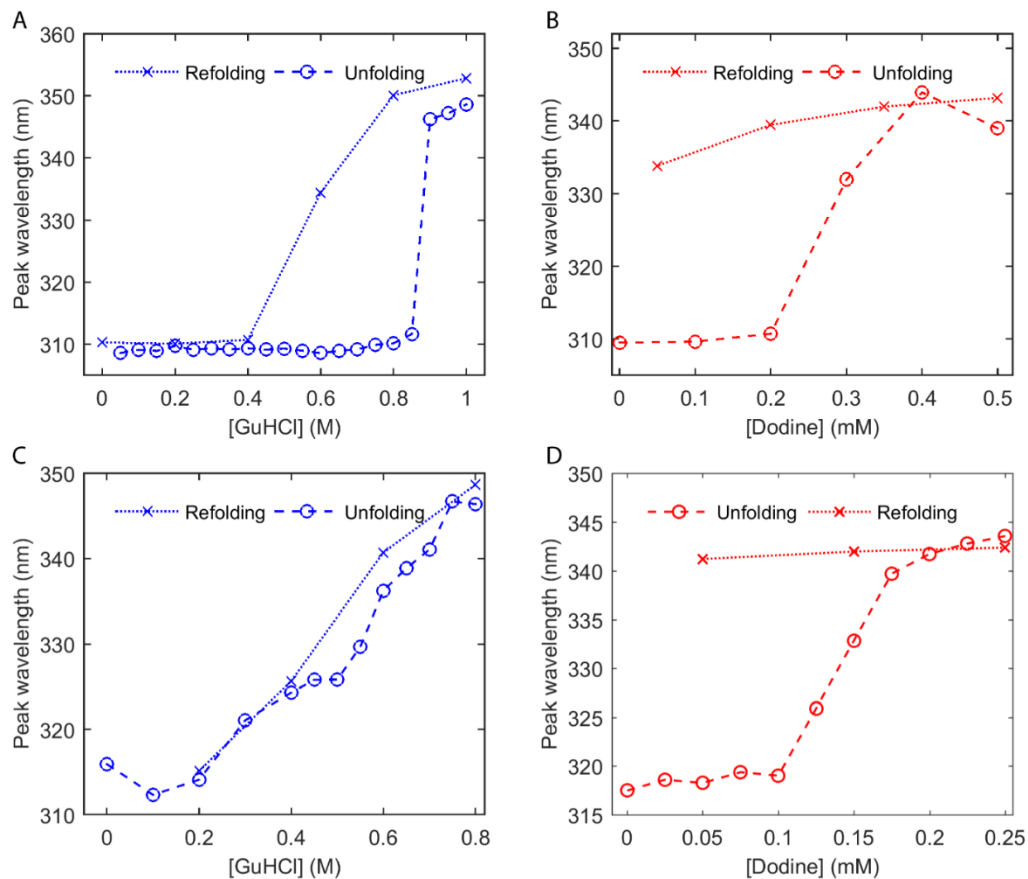 A
B
Peak wavelength (nm)
360
350
340
330
320
310
Refolding
Unfolding
0
0.2
0.4
0.6
0.8
1
[GuHCl] (M)
Peak wavelength (nm)
350
340
330
320
310
Refolding
Unfolding
0
0.1
0.2
0.3
0.4
0.5
[Dodine] (mM)
C
D
Peak wavelength (nm)
350
340
330
320
310
Refolding
Unfolding
0
0.2
0.4
0.6
0.8
[GuHCl] (M)
Peak wavelength (nm)
350
345
340
335
330
325
320
315
Unfolding
Refolding
0
0.05
0.1
0.15
0.2
0.25
[Dodine] (mM)